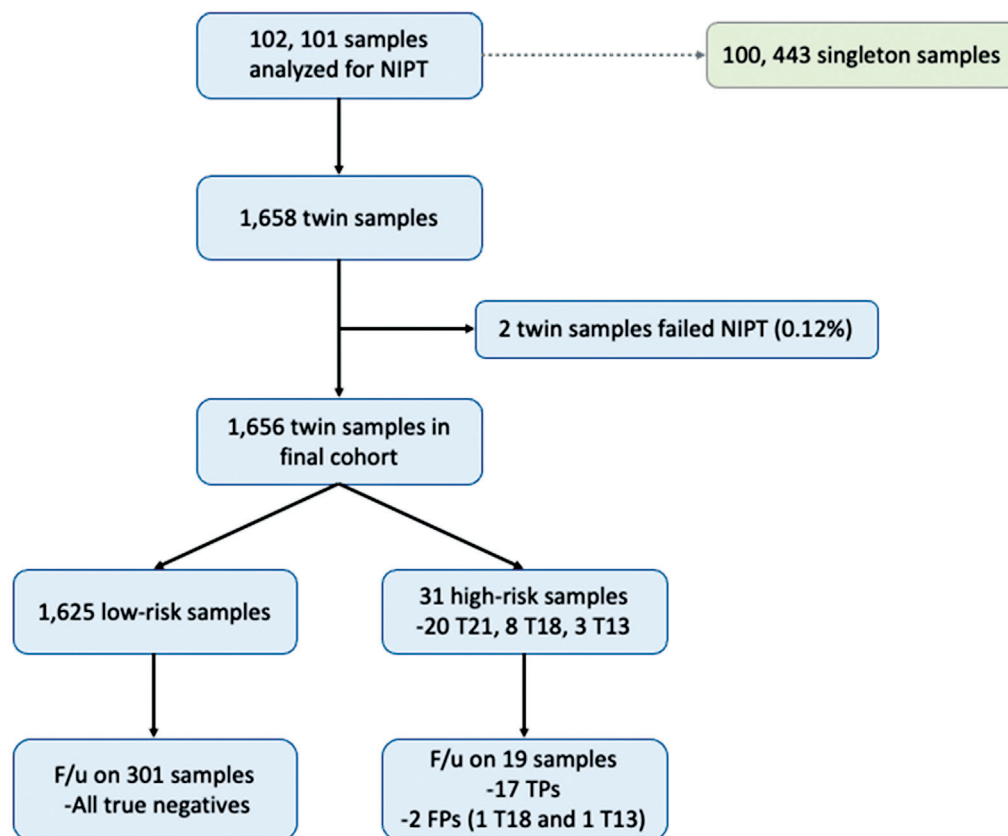 102, 101 samples
analyzed for NIPT
100, 443 singleton samples
1,658 twin samples
2 twin samples failed NIPT (0.12%)
1,656 twin samples in
final cohort
1,625 low-risk samples
31 high-risk samples
-20 T21, 8 T18, 3 T13
F/u on 301 samples
-All true negatives
F/u on 19 samples
-17 TPs
-2 FPs (1 T18 and 1 T13)